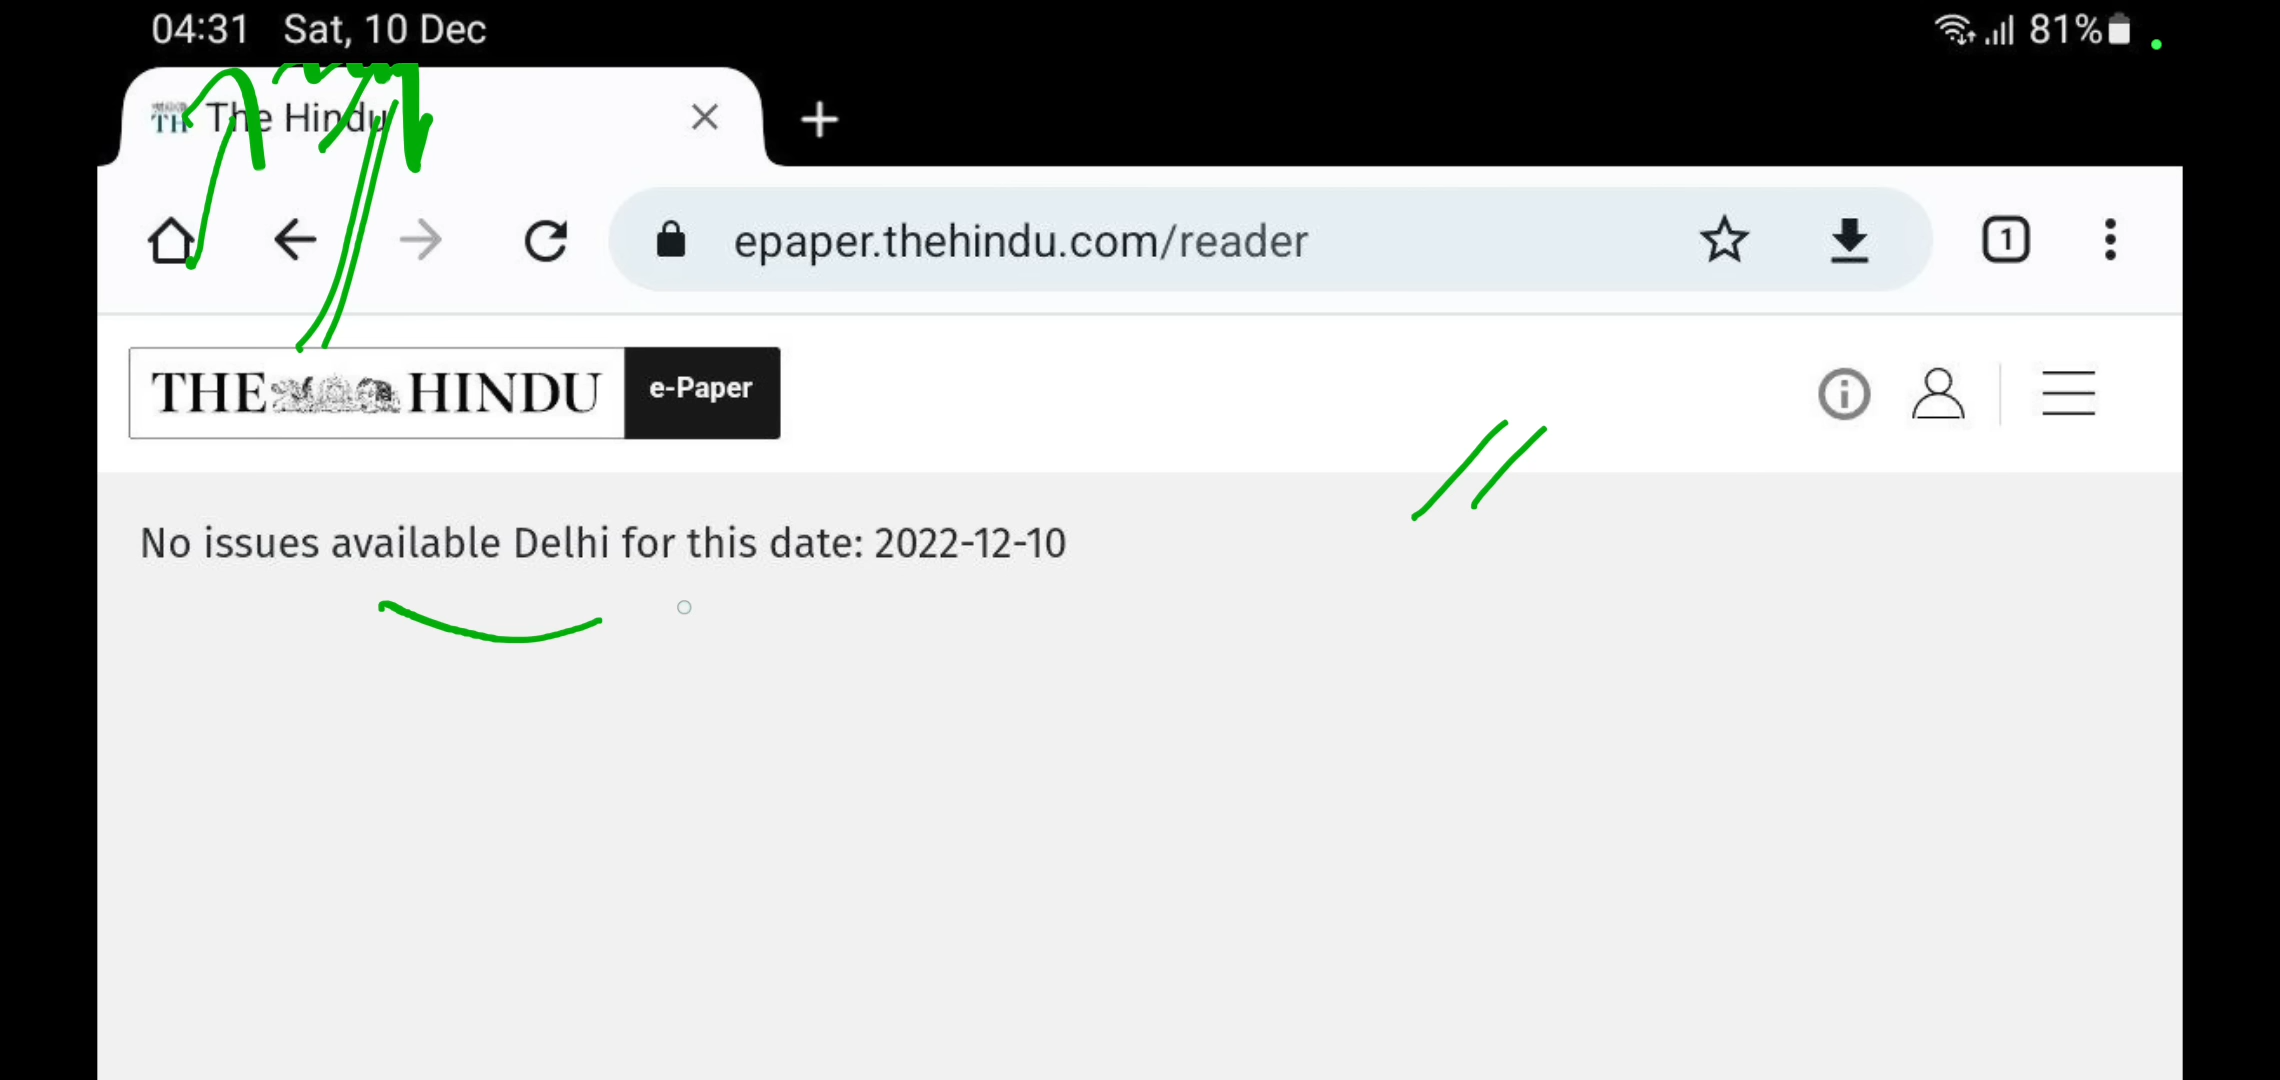 04:31 Sat, 10 Dec 81%
TH The Hindu
epaper.thehindu.com/reader 1
THE HINDU e-Paper
No issues available Delhi for this date: 2022-12-10